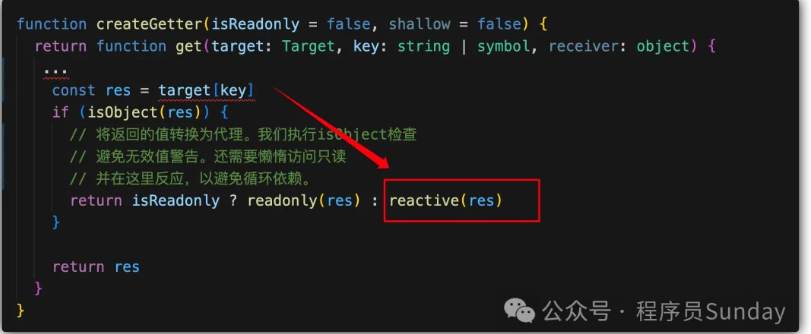 function createGetter(isReadonly = false, shallow = false) {
return function get(target: Target, key: string | symbol, receiver: object) {
...
const res = target[key]
if (isObject(res)) {
// 将返回的值转换为代理。我们执行isObject检查
// 避免无效值警告。还需要懒惰访问只读
// 并在这里反应，以避免循环依赖。
return isReadonly ? readonly(res) : reactive(res)
}
return res
}
}
公众号 · 程序员Sunday